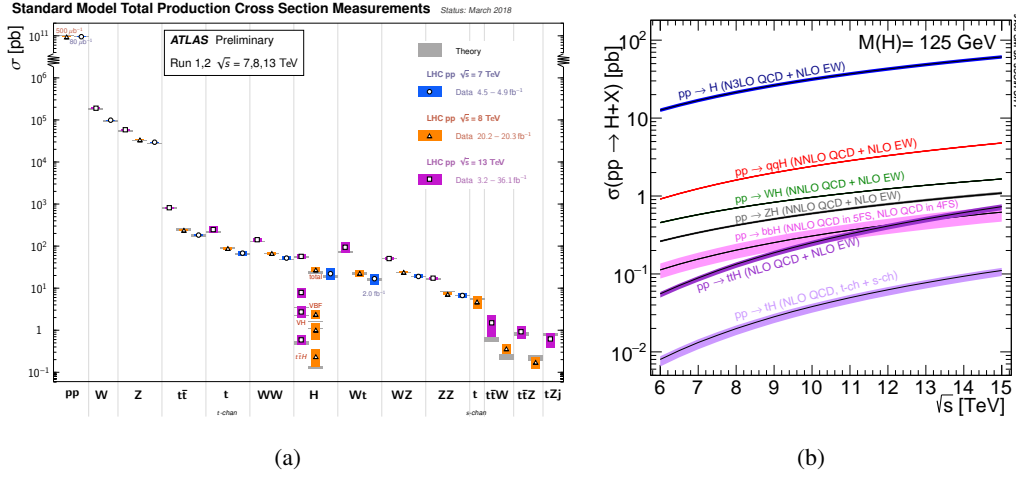 Standard Model Total Production Cross Section Measurements Status: March 2018
σ [pb]
10¹¹
10⁶
10⁵
10⁴
10³
10²
10¹
1
10⁻¹
500 μb⁻¹
80 μb⁻¹
ATLAS Preliminary
Run 1,2 √s = 7,8,13 TeV
Theory
LHC pp √s = 7 TeV
Data 4.5 − 4.9 fb⁻¹
LHC pp √s = 8 TeV
Data 20.2 − 20.3 fb⁻¹
LHC pp √s = 13 TeV
Data 3.2 − 36.1 fb⁻¹
total
2.0 fb⁻¹
VBF
VH
tt̄H
pp W Z tt̄ t WW H Wt WZ ZZ t tt̄W tt̄Z tZj
t-chan s-chan
(a)
σ(pp → H+X) [pb]
10²
10
1
10⁻¹
10⁻²
M(H)= 125 GeV
pp → H (N3LO QCD + NLO EW)
pp → qqH (NNLO QCD + NLO EW)
pp → WH (NNLO QCD + NLO EW)
pp → ZH (NNLO QCD + NLO EW)
pp → bbH (NNLO QCD in 5FS, NLO QCD in 4FS)
pp → ttH (NLO QCD + NLO EW)
pp → tH (NLO QCD, t-ch + s-ch)
6 7 8 9 10 11 12 13 14 15
√s [TeV]
(b)